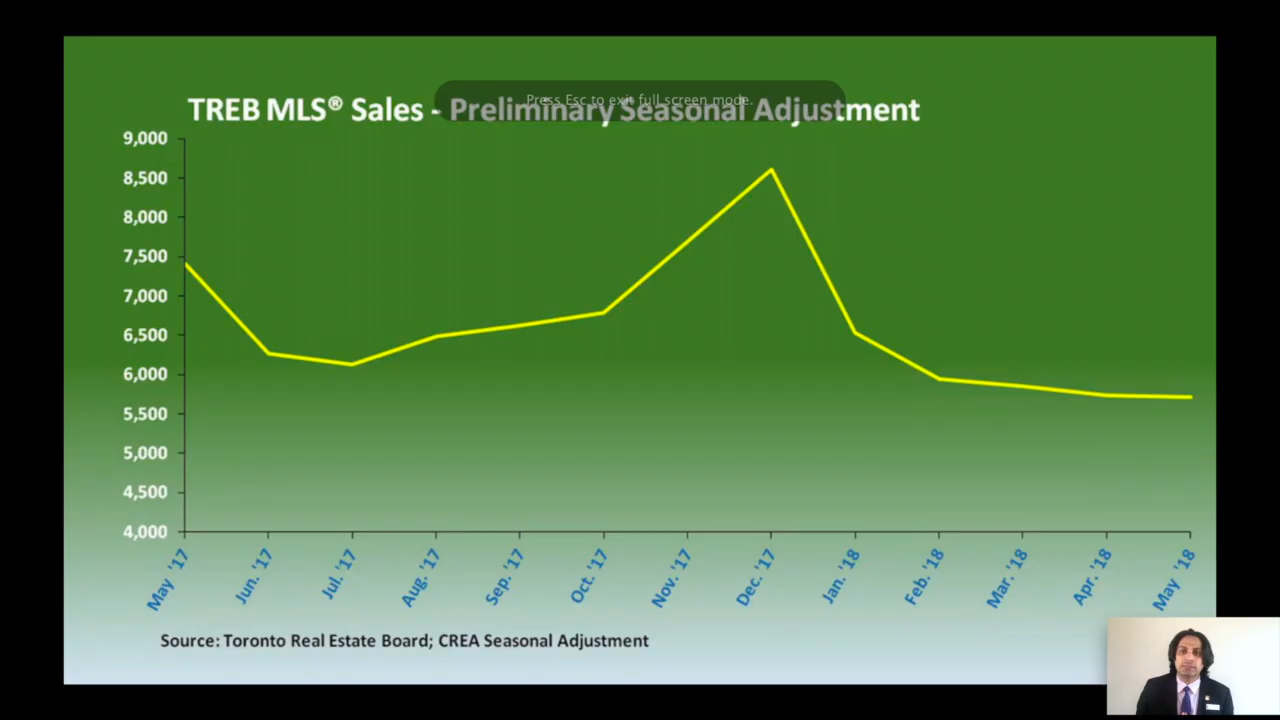 Press Esc to exit full screen mode.
TREB MLS® Sales - Preliminary Seasonal Adjustment
9,000
8,500
8,000
7,500
7,000
6,500
6,000
5,500
5,000
4,500
4,000
May '17
Jun. '17
Jul. '17
Aug. '17
Sep. '17
Oct. '17
Nov. '17
Dec. '17
Jan. '18
Feb. '18
Mar. '18
Apr. '18
May '18
Source: Toronto Real Estate Board; CREA Seasonal Adjustment